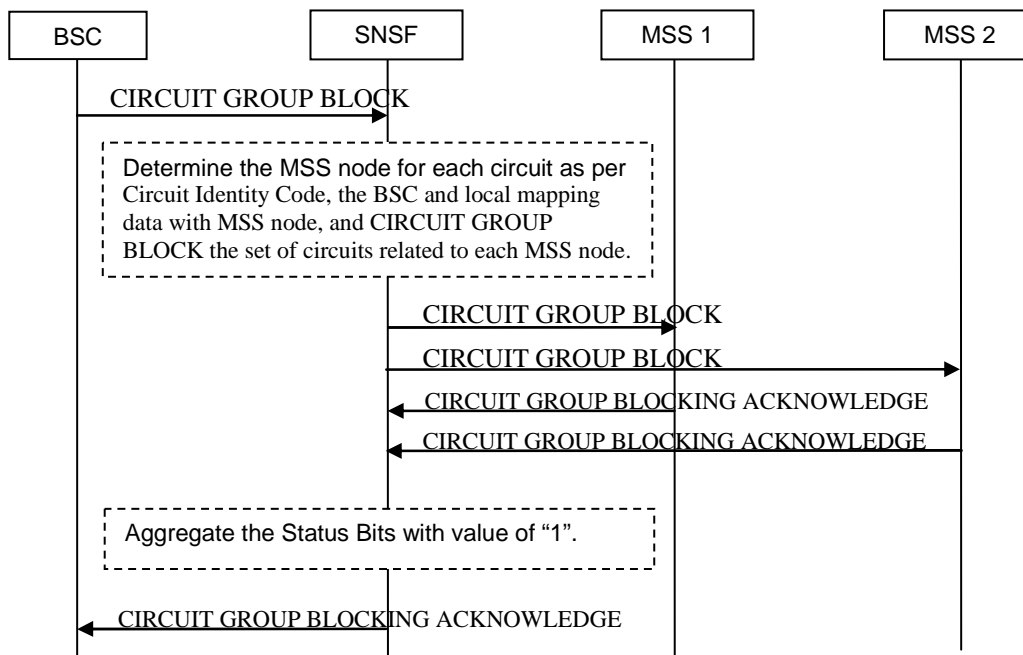 BSC SNSF MSS 1 MSS 2
CIRCUIT GROUP BLOCK
Determine the MSS node for each circuit as per
Circuit Identity Code, the BSC and local mapping
data with MSS node, and CIRCUIT GROUP
BLOCK the set of circuits related to each MSS node.
CIRCUIT GROUP BLOCK
CIRCUIT GROUP BLOCK
CIRCUIT GROUP BLOCKING ACKNOWLEDGE
CIRCUIT GROUP BLOCKING ACKNOWLEDGE
Aggregate the Status Bits with value of “1”.
CIRCUIT GROUP BLOCKING ACKNOWLEDGE